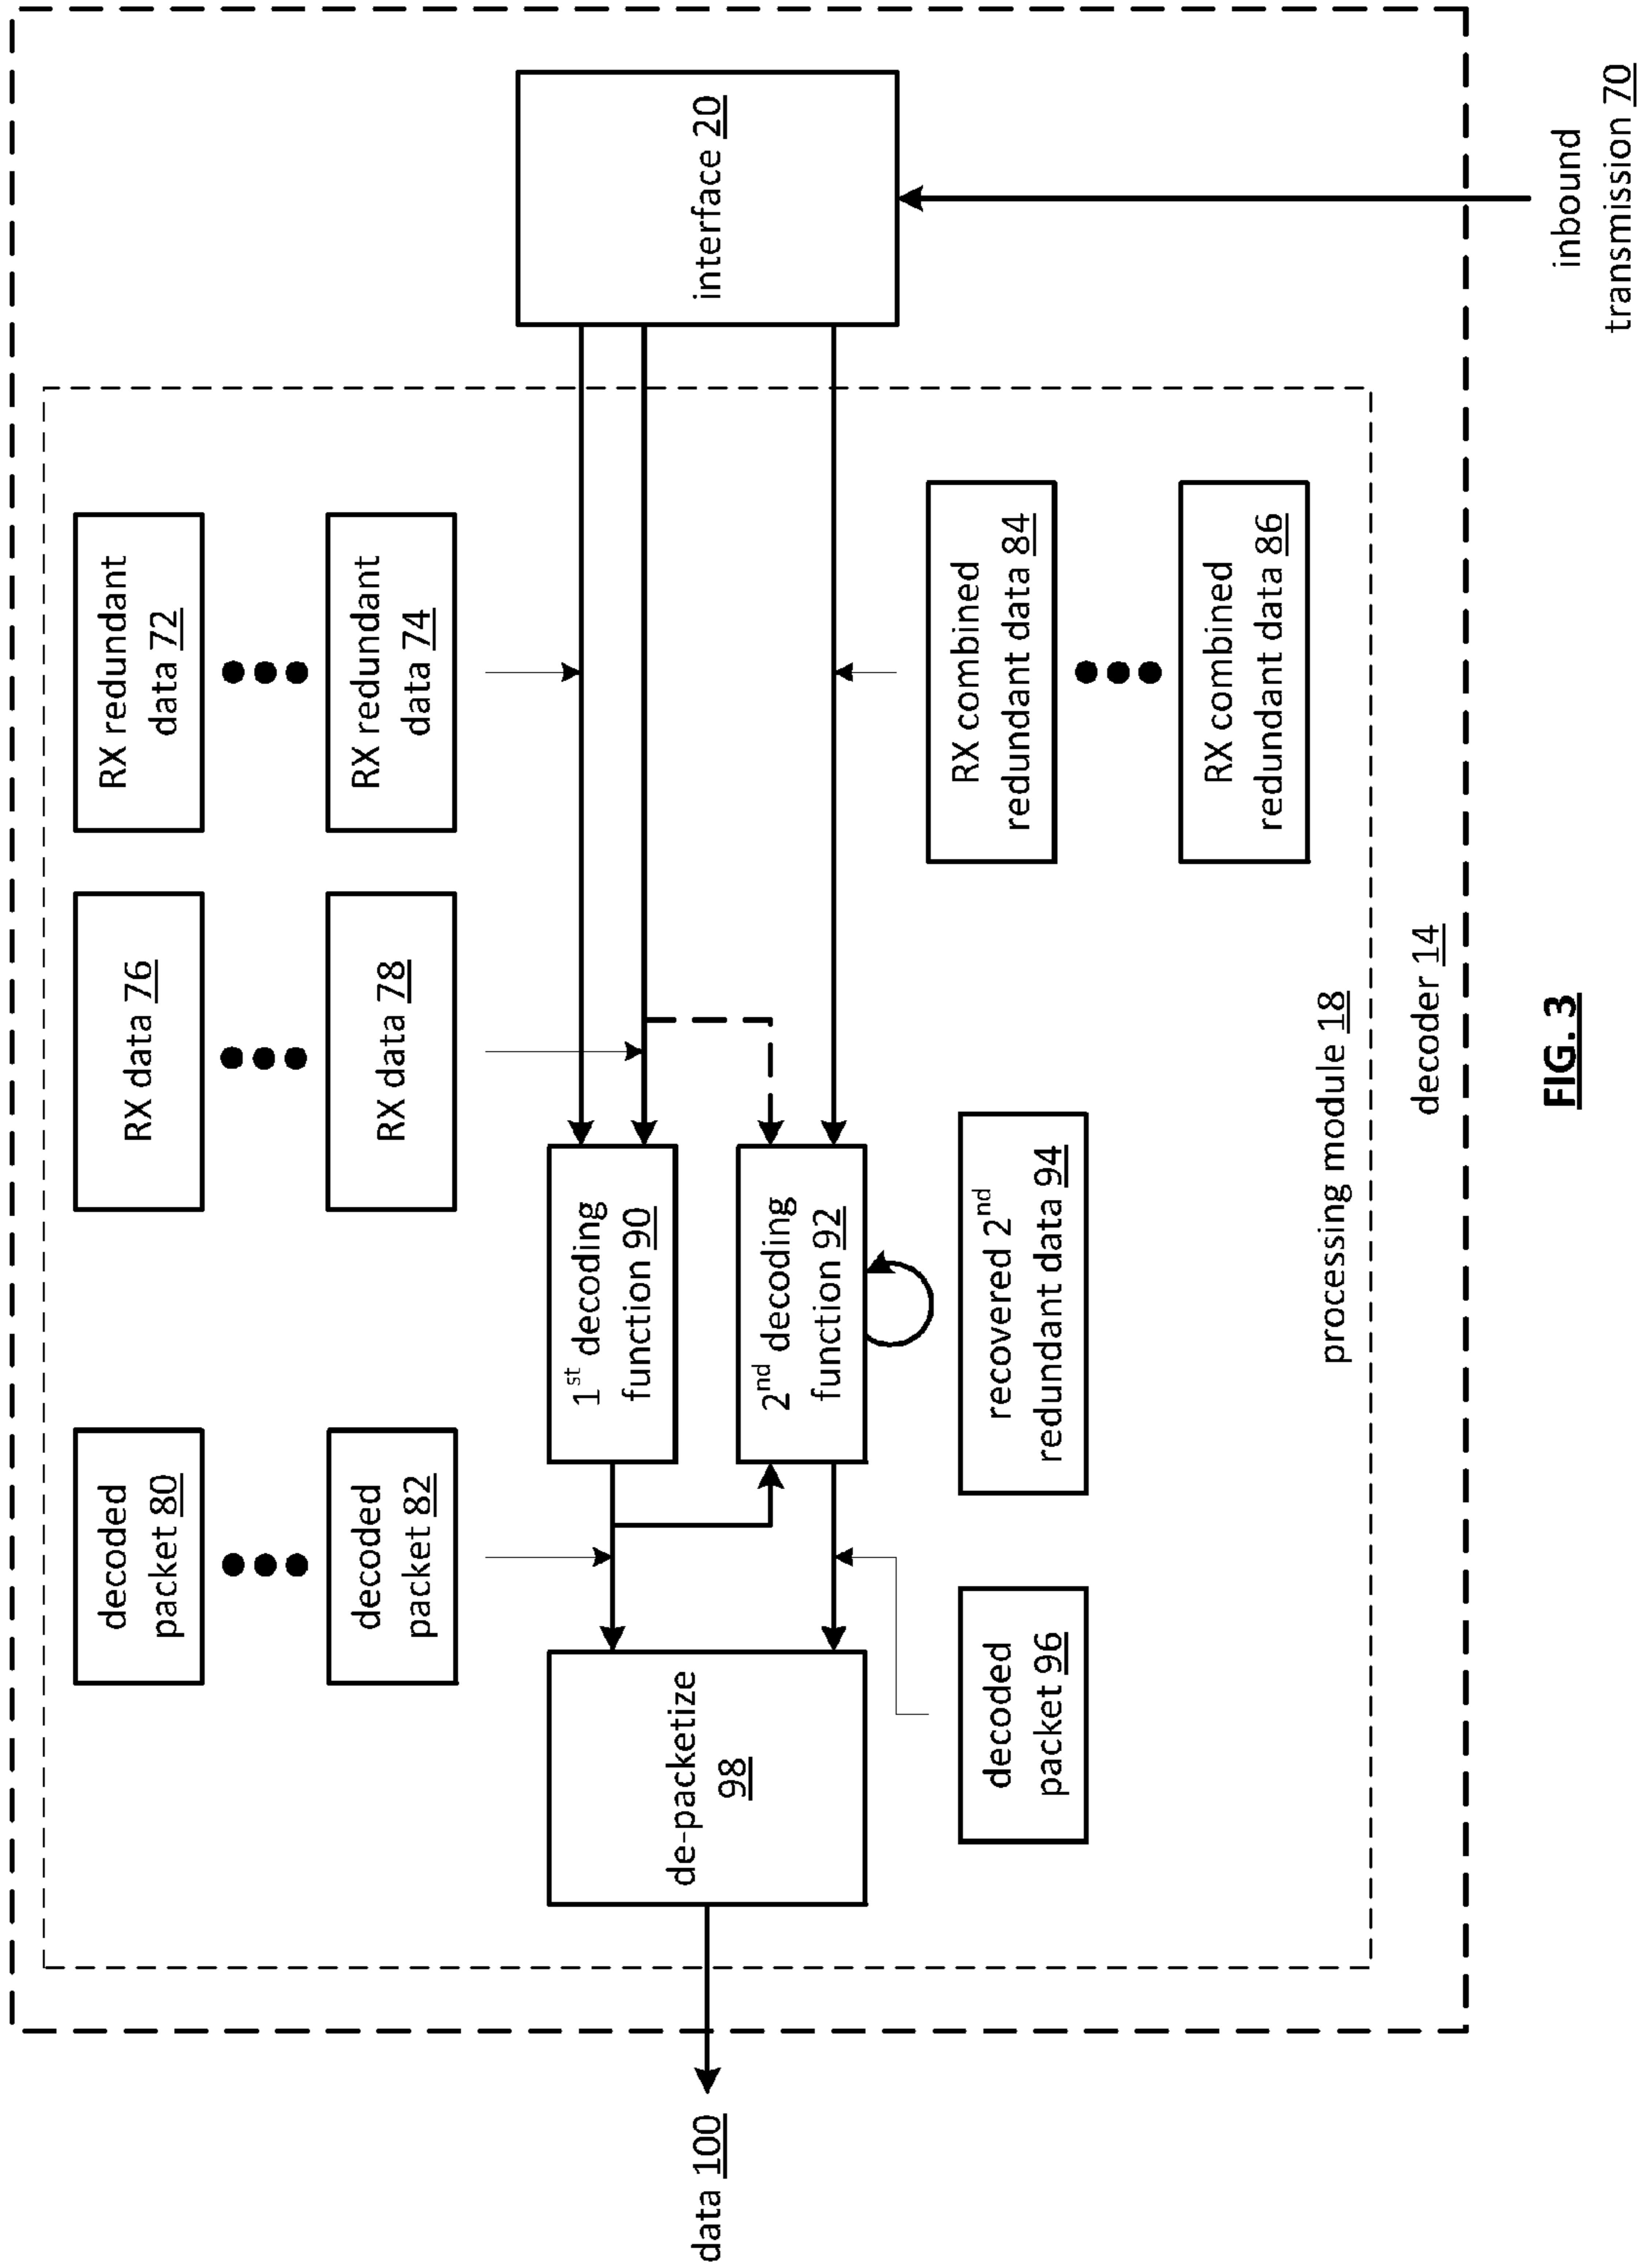 decoded
packet 80
decoded
packet 82
RX data 76
RX data 78
RX redundant
data 72
RX redundant
data 74
data 100
de-packetize
98
1st decoding
function 90
2nd decoding
function 92
interface 20
decoded
packet 96
recovered 2nd
redundant data 94
RX combined
redundant data 84
RX combined
redundant data 86
processing module 18
decoder 14
inbound
transmission 70
FIG. 3